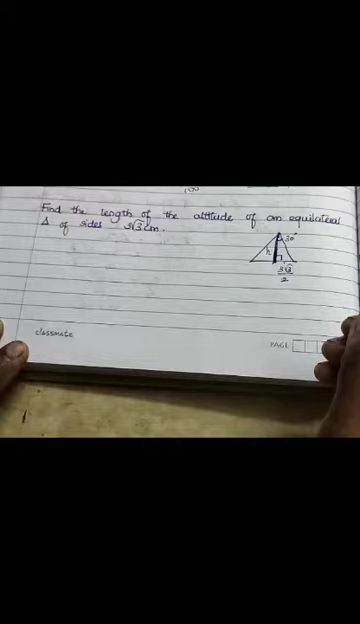 100
Find the length of the altitude of an equilateral
Δ of sides 3√3 cm.
30°
h
3√3
2
classmate
PAGE